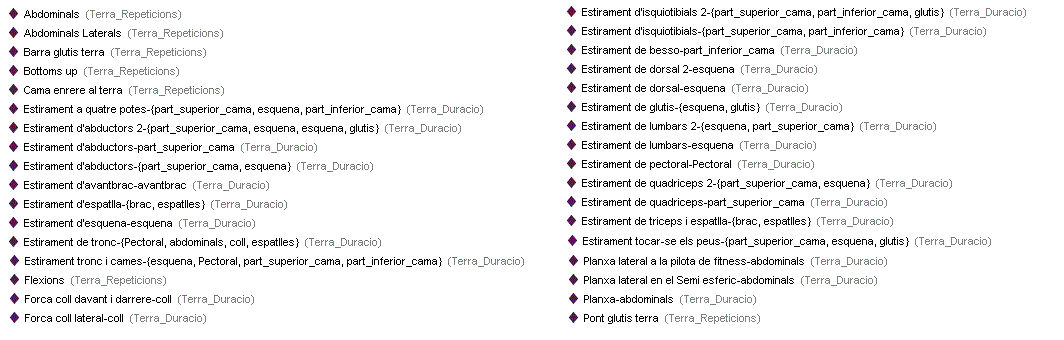 Abdominals (Terra_Repeticions)
Abdominals Laterals (Terra_Repeticions)
Barra glutis terra (Terra_Repeticions)
Bottoms up (Terra_Repeticions)
Cama enrere al terra (Terra_Repeticions)
Estirament a quatre potes-{part_superior_cama, esquena, part_inferior_cama} (Terra_Duracio)
Estirament d'abductors 2-{part_superior_cama, esquena, esquena, glutis} (Terra_Duracio)
Estirament d'abductors-part_superior_cama (Terra_Duracio)
Estirament d'abductors-{part_superior_cama, esquena} (Terra_Duracio)
Estirament d'avantbrac-avantbrac (Terra_Duracio)
Estirament d'espatlla-{brac, espatlles} (Terra_Duracio)
Estirament d'esquena-esquena (Terra_Duracio)
Estirament de tronc-{Pectoral, abdominals, coll, espatlles} (Terra_Duracio)
Estirament tronc i cames-{esquena, Pectoral, part_superior_cama, part_inferior_cama} (Terra_Duracio)
Flexions (Terra_Repeticions)
Forca coll davant i darrere-coll (Terra_Duracio)
Forca coll lateral-coll (Terra_Duracio)
Estirament d'isquiotibials 2-{part_superior_cama, part_inferior_cama, glutis} (Terra_Duracio)
Estirament d'isquiotibials-{part_superior_cama, part_inferior_cama} (Terra_Duracio)
Estirament de besso-part_inferior_cama (Terra_Duracio)
Estirament de dorsal 2-esquena (Terra_Duracio)
Estirament de dorsal-esquena (Terra_Duracio)
Estirament de glutis-{esquena, glutis} (Terra_Duracio)
Estirament de lumbars 2-{esquena, part_superior_cama} (Terra_Duracio)
Estirament de lumbars-esquena (Terra_Duracio)
Estirament de pectoral-Pectoral (Terra_Duracio)
Estirament de quadriceps 2-{part_superior_cama, esquena} (Terra_Duracio)
Estirament de quadriceps-part_superior_cama (Terra_Duracio)
Estirament de triceps i espatlla-{brac, espatlles} (Terra_Duracio)
Estirament tocar-se els peus-{part_superior_cama, esquena, glutis} (Terra_Duracio)
Planxa lateral a la pilota de fitness-abdominals (Terra_Duracio)
Planxa lateral en el Semi esferic-abdominals (Terra_Duracio)
Planxa-abdominals (Terra_Duracio)
Pont glutis terra (Terra_Repeticions)